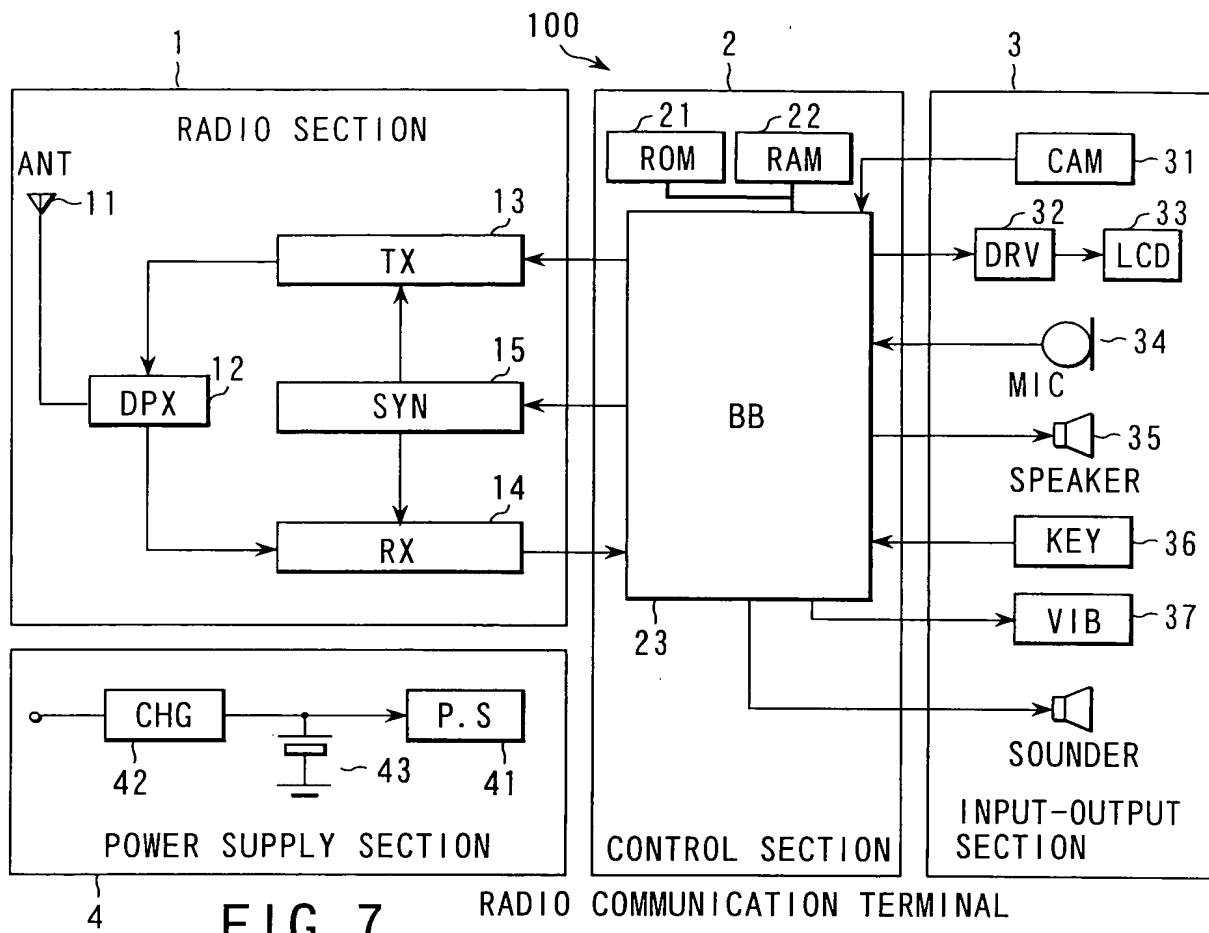 100
1
2
3
RADIO SECTION
21
22
ROM
RAM
CAM
31
ANT
11
13
TX
32
33
DRV
LCD
12
DPX
15
SYN
BB
34
MIC
35
SPEAKER
14
RX
KEY
36
23
VIB
37
CHG
P.S
42
43
41
SOUNDER
POWER SUPPLY SECTION
CONTROL SECTION
INPUT-OUTPUT
SECTION
4
FIG 7
RADIO COMMUNICATION TERMINAL